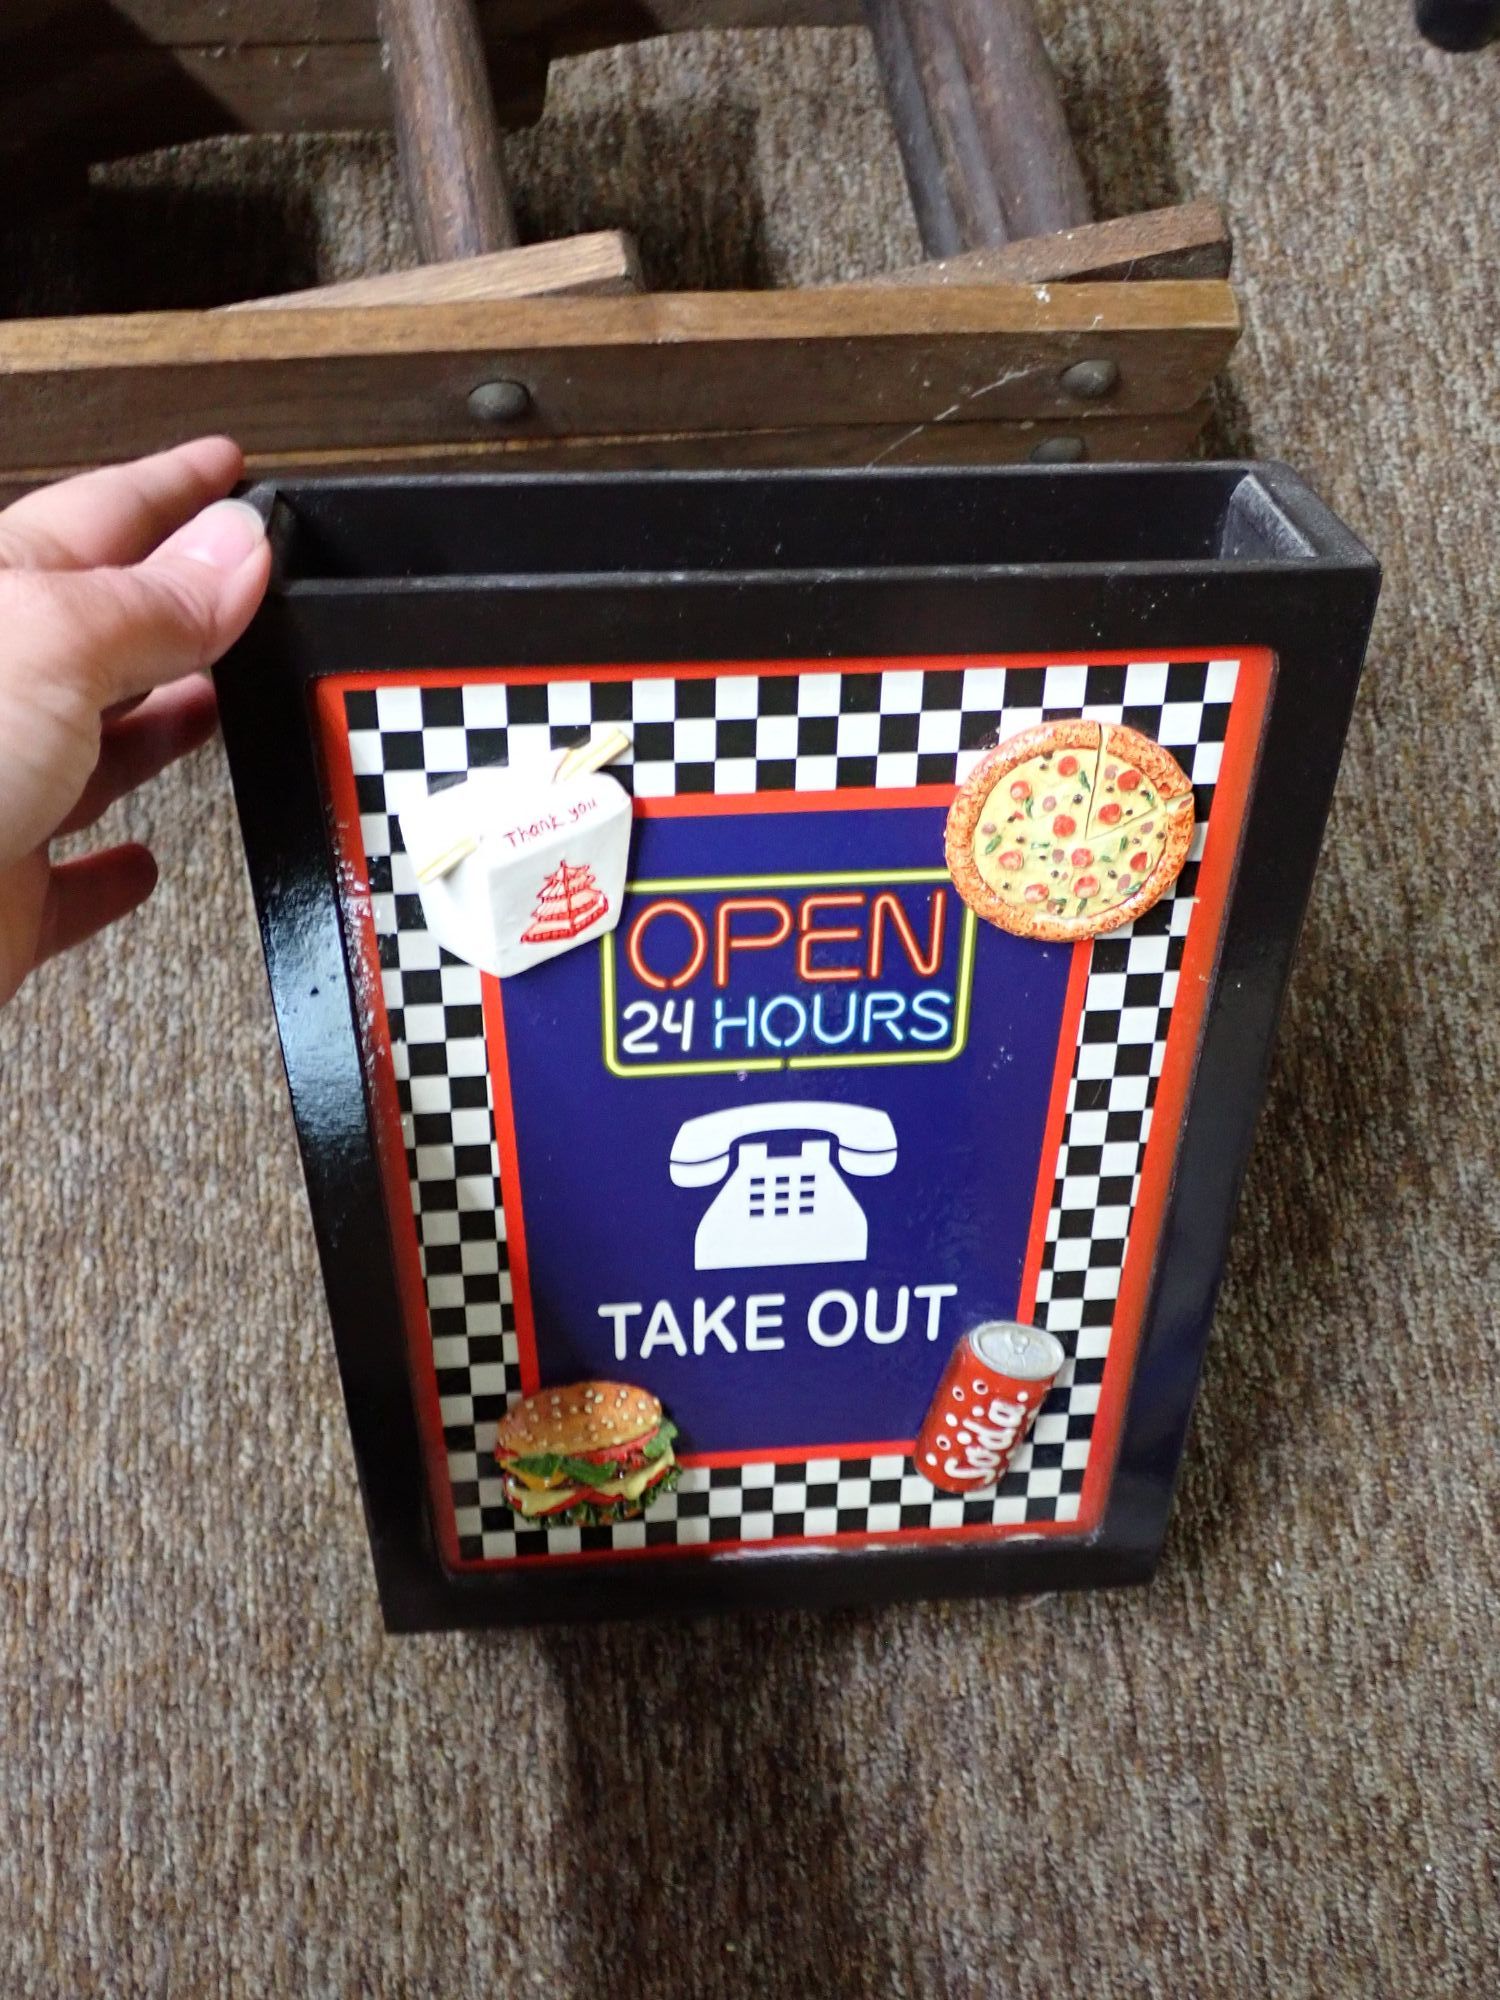 Thank you
OPEN
24 HOURS
TAKE OUT
Soda